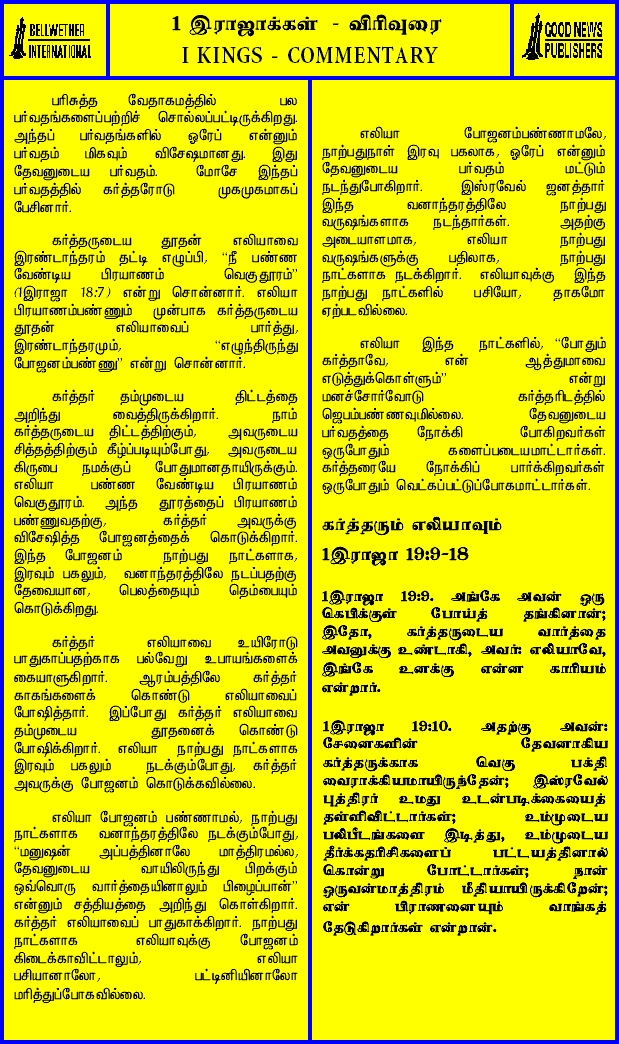 BELLWETHER
INTERNATIONAL
1 இராஜாக்கள் - விரிவுரை
I KINGS - COMMENTARY
GOOD NEWS
PUBLISHERS
பரிசுத்த வேதாகமத்தில் பல
பர்வதங்களைப்பற்றிச் சொல்லப்பட்டிருக்கிறது.
அந்தப் பர்வதங்களில் ஒரேப் என்னும்
பர்வதம் மிகவும் விசேஷமானது. இது
தேவனுடைய பர்வதம். மோசே இந்தப்
பர்வதத்தில் கர்த்தரோடு முகமுகமாகப்
பேசினார்.
கர்த்தருடைய தூதன் எலியாவை
இரண்டாந்தரம் தட்டி எழுப்பி, “நீ பண்ண
வேண்டிய பிரயாணம் வெகுதூரம்”
(1இராஜா 18:7) என்று சொன்னார். எலியா
பிரயாணம்பண்ணும் முன்பாக கர்த்தருடைய
தூதன் எலியாவைப் பார்த்து,
இரண்டாந்தரமும், “எழுந்திருந்து
போஜனம்பண்ணு” என்று சொன்னார்.
கர்த்தர் தம்முடைய திட்டத்தை
அறிந்து வைத்திருக்கிறார். நாம்
கர்த்தருடைய திட்டத்திற்கும், அவருடைய
சித்தத்திற்கும் கீழ்ப்படியும்போது, அவருடைய
கிருபை நமக்குப் போதுமானதாயிருக்கும்.
எலியா பண்ண வேண்டிய பிரயாணம்
வெகுதூரம். அந்த தூரத்தைப் பிரயாணம்
பண்ணுவதற்கு, கர்த்தர் அவருக்கு
விசேஷித்த போஜனத்தைக் கொடுக்கிறார்.
இந்த போஜனம் நாற்பது நாட்களாக,
இரவும் பகலும், வனாந்தரத்திலே நடப்பதற்கு
தேவையான, பெலத்தையும் தெம்பையும்
கொடுக்கிறது.
கர்த்தர் எலியாவை உயிரோடு
பாதுகாப்பதற்காக பல்வேறு உபாயங்களைக்
கையாளுகிறார். ஆரம்பத்திலே கர்த்தர்
காகங்களைக் கொண்டு எலியாவைப்
போஷித்தார். இப்போது கர்த்தர் எலியாவை
தம்முடைய தூதனைக் கொண்டு
போஷிக்கிறார். எலியா நாற்பது நாட்களாக
இரவும் பகலும் நடக்கும்போது, கர்த்தர்
அவருக்கு போஜனம் கொடுக்கவில்லை.
எலியா போஜனம் பண்ணாமல், நாற்பது
நாட்களாக வனாந்தரத்திலே நடக்கும்போது,
“மனுஷன் அப்பத்தினாலே மாத்திரமல்ல,
தேவனுடைய வாயிலிருந்து பிறக்கும்
ஒவ்வொரு வார்த்தையினாலும் பிழைப்பான்”
என்னும் சத்தியத்தை அறிந்து கொள்கிறார்.
கர்த்தர் எலியாவைப் பாதுகாக்கிறார். நாற்பது
நாட்களாக எலியாவுக்கு போஜனம்
கிடைக்காவிட்டாலும், எலியா
பசியானாலோ, பட்டினியினாலோ
மரித்துப்போகவில்லை.
எலியா போஜனம்பண்ணாமலே,
நாற்பதுநாள் இரவு பகலாக, ஒரேப் என்னும்
தேவனுடைய பர்வதம் மட்டும்
நடந்துபோகிறார். இஸ்ரவேல் ஜனத்தார்
இந்த வனாந்தரத்திலே நாற்பது
வருஷங்களாக நடந்தார்கள். அதற்கு
அடையாளமாக, எலியா நாற்பது
வருஷங்களுக்கு பதிலாக, நாற்பது
நாட்களாக நடக்கிறார். எலியாவுக்கு இந்த
நாற்பது நாட்களில் பசியோ, தாகமோ
ஏற்படவில்லை.
எலியா இந்த நாட்களில், “போதும்
கர்த்தாவே, என் ஆத்துமாவை
எடுத்துக்கொள்ளும்” என்று
மனச்சோர்வோடு கர்த்தரிடத்தில்
ஜெபம்பண்ணவுமில்லை. தேவனுடைய
பர்வதத்தை நோக்கி போகிறவர்கள்
ஒருபோதும் களைப்படையமாட்டார்கள்.
கர்த்தரையே நோக்கிப் பார்க்கிறவர்கள்
ஒருபோதும் வெட்கப்பட்டுப்போகமாட்டார்கள்.
கர்த்தரும் எலியாவும்
1இராஜா 19:9-18
1இராஜா 19:9. அங்கே அவன் ஒரு
கெபிக்குள் போய்த் தங்கினான்;
இதோ, கர்த்தருடைய வார்த்தை
அவனுக்கு உண்டாகி, அவர்: எலியாவே,
இங்கே உனக்கு என்ன காரியம்
என்றார்.
1இராஜா 19:10. அதற்கு அவன்:
சேனைகளின் தேவனாகிய
கர்த்தருக்காக வெகு பக்தி
வைராக்கியமாயிருந்தேன்; இஸ்ரவேல்
புத்திரர் உமது உடன்படிக்கையைத்
தள்ளிவிட்டார்கள்; உம்முடைய
பலிபீடங்களை இடித்து, உம்முடைய
தீர்க்கதரிசிகளைப் பட்டயத்தினால்
கொன்று போட்டார்கள்; நான்
ஒருவன்மாத்திரம் மீதியாயிருக்கிறேன்;
என் பிராணனையும் வாங்கத்
தேடுகிறார்கள் என்றான்.